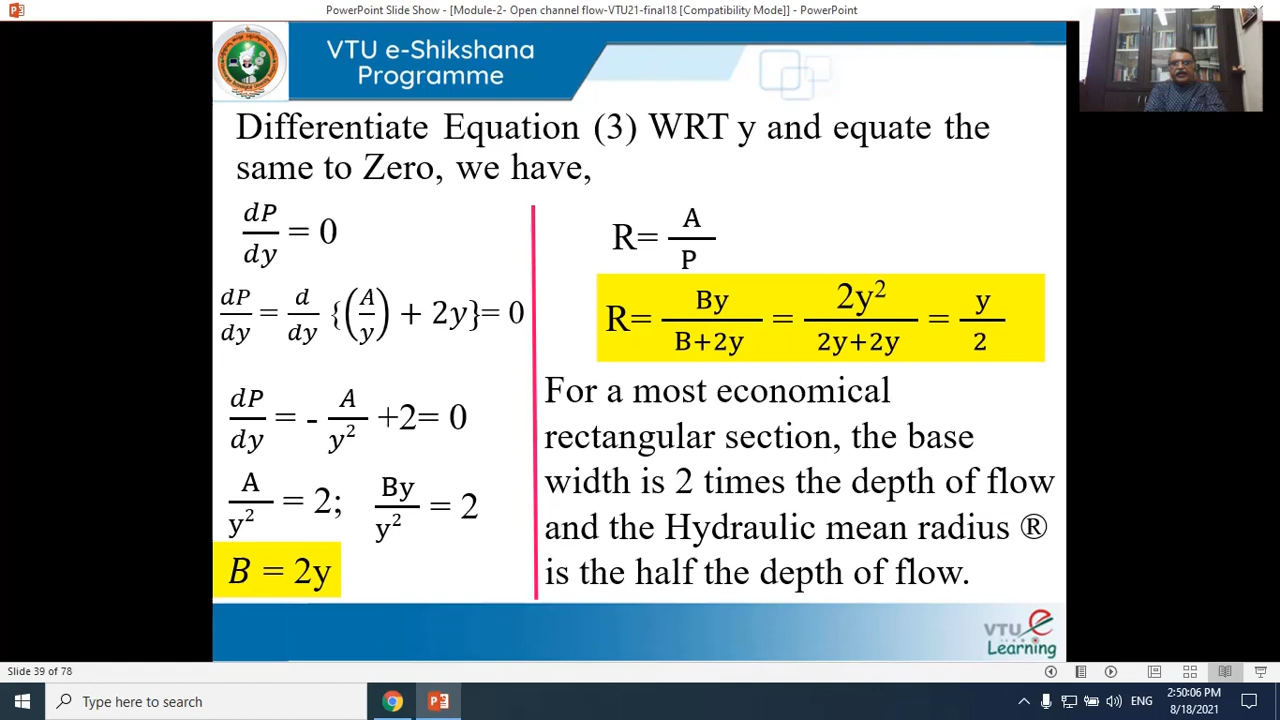 PowerPoint Slide Show - [Module-2- Open channel flow-VTU21-final18 [Compatibility Mode]] - PowerPoint
VTU e-Shikshana
Programme
Differentiate Equation (3) WRT y and equate the
same to Zero, we have,
dP/dy = 0
dP/dy = d/dy {(A/y) + 2y}= 0
dP/dy = - A/y² +2= 0
A/y² = 2; By/y² = 2
B = 2y
R= A/P
R= By/B+2y = 2y²/2y+2y = y/2
For a most economical
rectangular section, the base
width is 2 times the depth of flow
and the Hydraulic mean radius ®
is the half the depth of flow.
VTU e
Learning
Slide 39 of 78
Type here to search
ENG
2:50:06 PM
8/18/2021